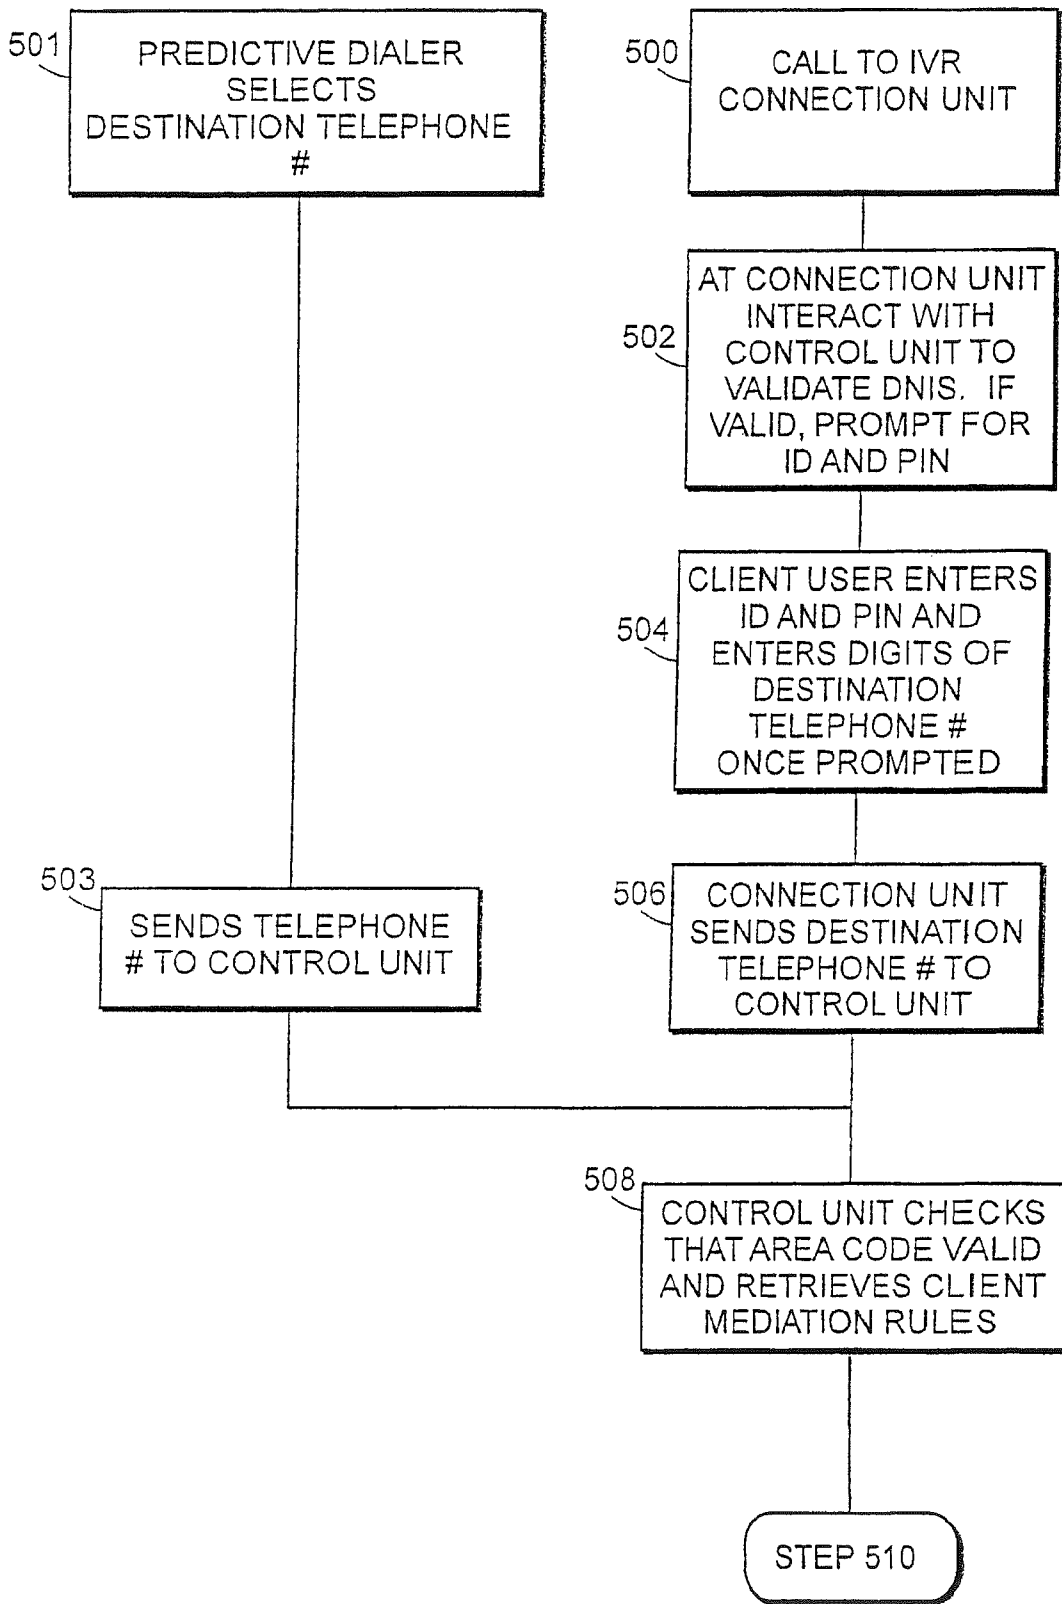 501
PREDICTIVE DIALER
SELECTS
DESTINATION TELEPHONE
#
500
CALL TO IVR
CONNECTION UNIT
502
AT CONNECTION UNIT
INTERACT WITH
CONTROL UNIT TO
VALIDATE DNIS. IF
VALID, PROMPT FOR
ID AND PIN
504
CLIENT USER ENTERS
ID AND PIN AND
ENTERS DIGITS OF
DESTINATION
TELEPHONE #
ONCE PROMPTED
503
SENDS TELEPHONE
# TO CONTROL UNIT
506
CONNECTION UNIT
SENDS DESTINATION
TELEPHONE # TO
CONTROL UNIT
508
CONTROL UNIT CHECKS
THAT AREA CODE VALID
AND RETRIEVES CLIENT
MEDIATION RULES
STEP 510